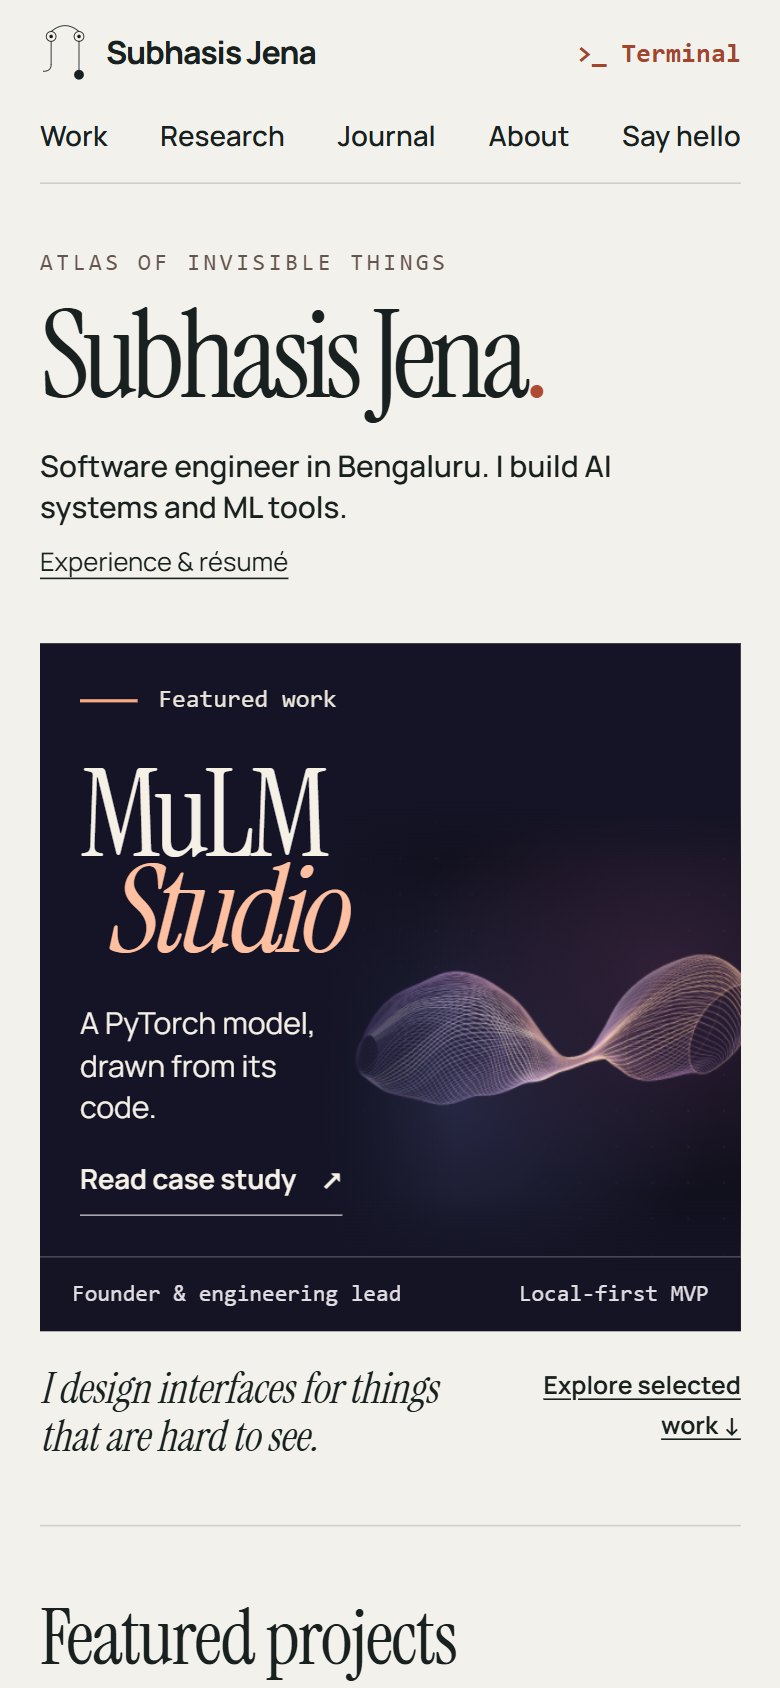 Subhasis Jena
>_ Terminal
Work Research Journal About Say hello
ATLAS OF INVISIBLE THINGS
Subhasis Jena.
Software engineer in Bengaluru. I build AI
systems and ML tools.
Experience & résumé
Featured work
MuLM
Studio
A PyTorch model,
drawn from its
code.
Read case study ↗
Founder & engineering lead
Local-first MVP
I design interfaces for things
that are hard to see.
Explore selected
work ↓
Featured projects